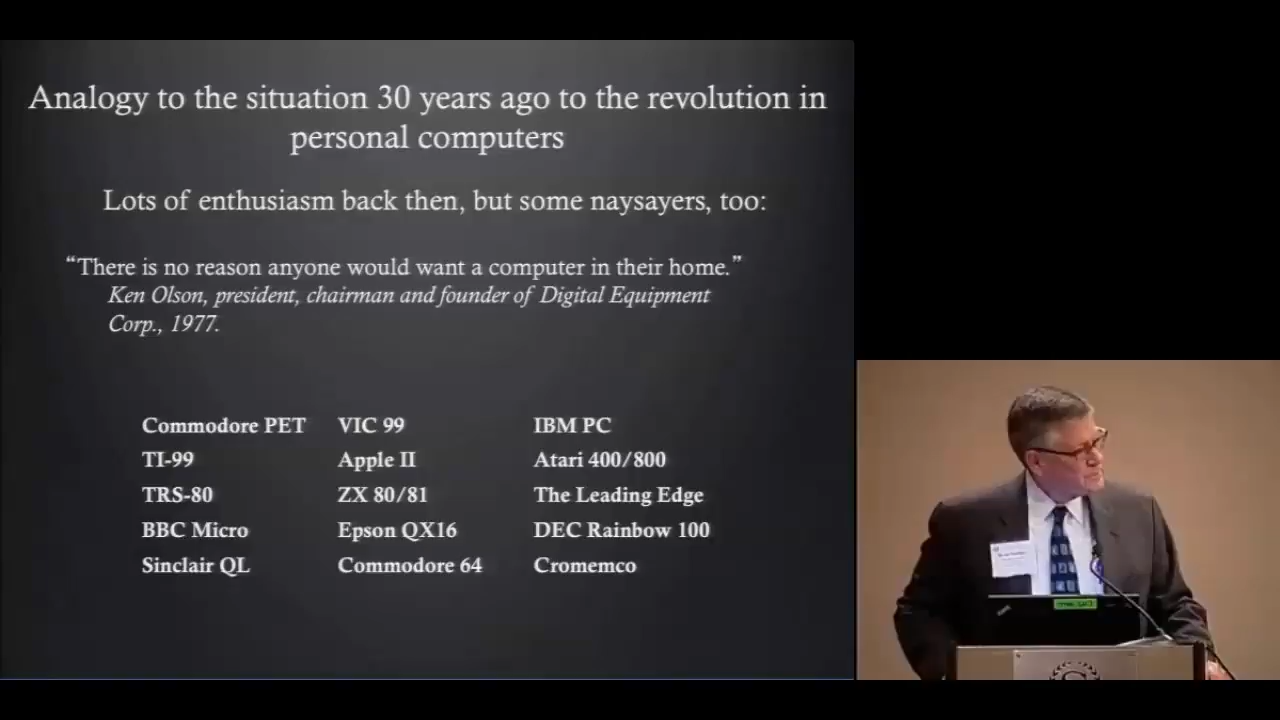 Analogy to the situation 30 years ago to the revolution in
personal computers
Lots of enthusiasm back then, but some naysayers, too:
“There is no reason anyone would want a computer in their home.”
Ken Olson, president, chairman and founder of Digital Equipment
Corp., 1977.
Commodore PET VIC 99 IBM PC
TI-99 Apple II Atari 400/800
TRS-80 ZX 80/81 The Leading Edge
BBC Micro Epson QX16 DEC Rainbow 100
Sinclair QL Commodore 64 Cromemco